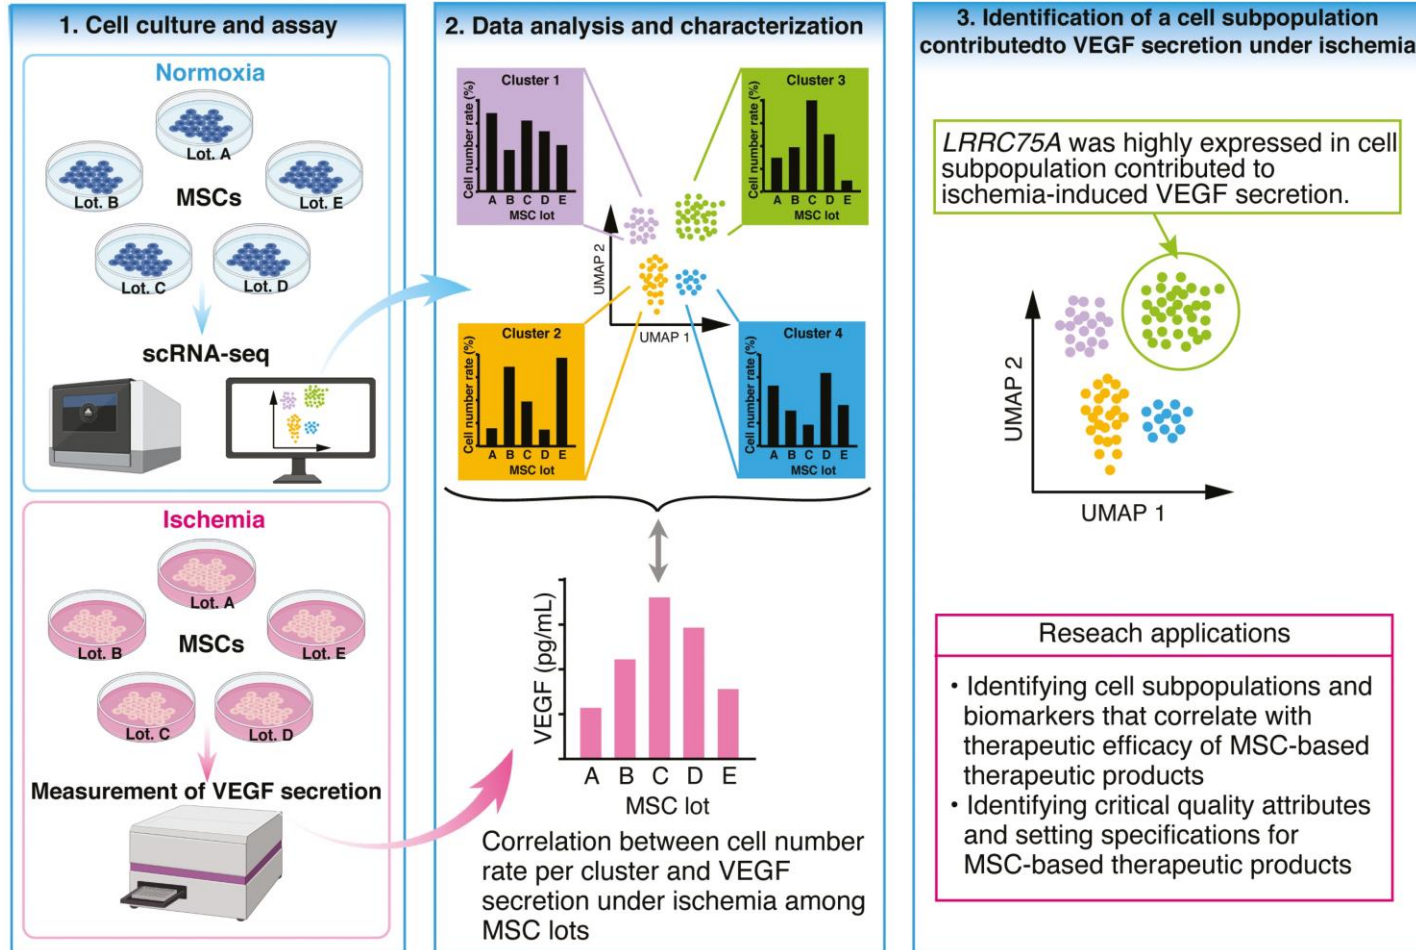 1. Cell culture and assay
Normoxia
Lot. A
Lot. B
MSCs
Lot. E
Lot. C
Lot. D
scRNA-seq
Ischemia
Lot. A
Lot. B
MSCs
Lot. E
Lot. C
Lot. D
Measurement of VEGF secretion
2. Data analysis and characterization
Cluster 1
Cell number rate (%)
A B C D E
MSC lot
Cluster 3
Cell number rate (%)
A B C D E
MSC lot
UMAP 2
UMAP 1
Cluster 2
Cell number rate (%)
A B C D E
MSC lot
Cluster 4
Cell number rate (%)
A B C D E
MSC lot
VEGF (pg/mL)
A B C D E
MSC lot
Correlation between cell number
rate per cluster and VEGF
secretion under ischemia among
MSC lots
3. Identification of a cell subpopulation
contributedto VEGF secretion under ischemia
LRRC75A was highly expressed in cell
subpopulation contributed to
ischemia-induced VEGF secretion.
UMAP 2
UMAP 1
Reseach applications
• Identifying cell subpopulations and
biomarkers that correlate with
therapeutic efficacy of MSC-based
therapeutic products
• Identifying critical quality attributes
and setting specifications for
MSC-based therapeutic products